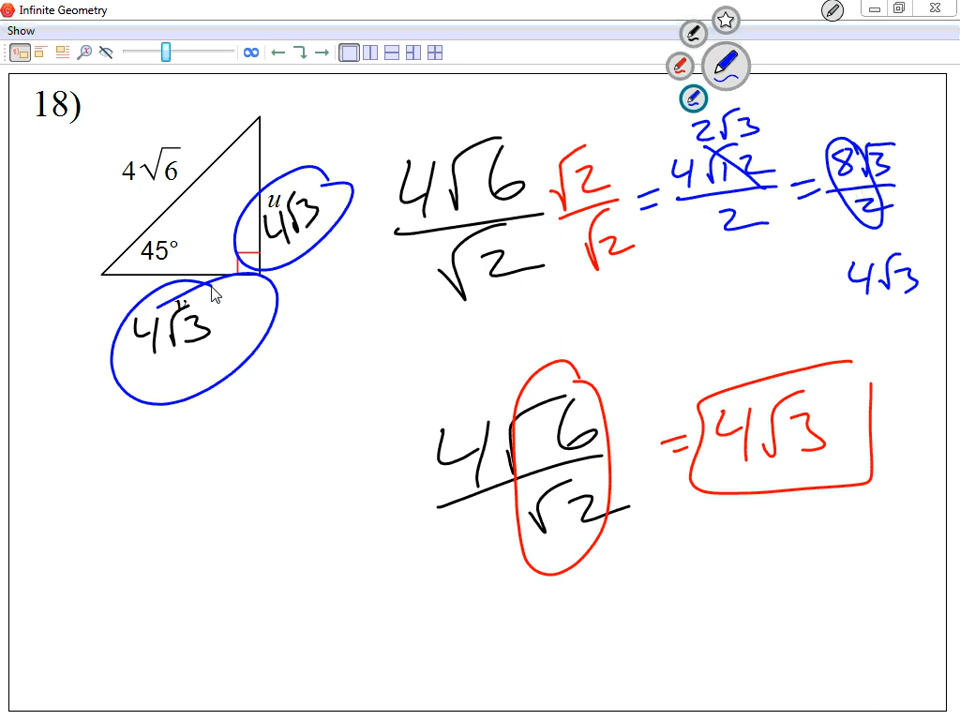 Infinite Geometry
Show
18)
4√6
u
4√3
45°
v
4√3
4√6 / √2 √2 / √2 = 4√12 / 2 2√3 = 8√3 / 2
4√3
4√6 / √2 = 4√3